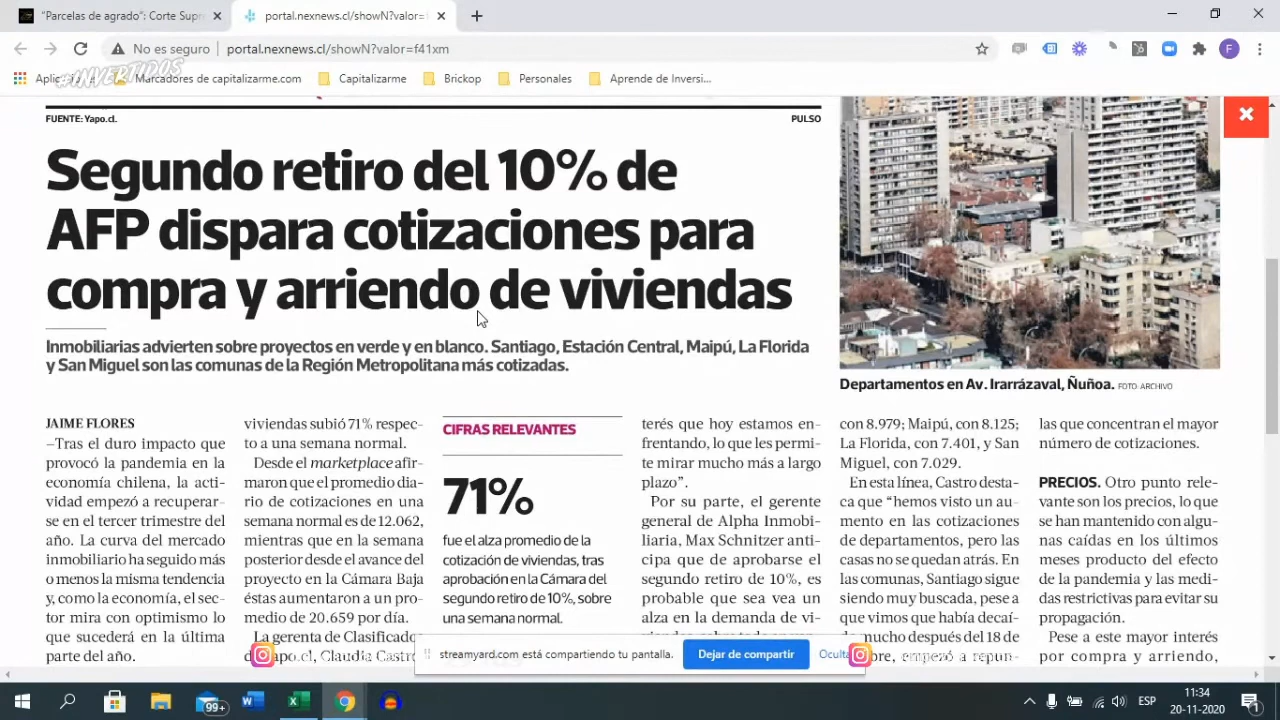 "Parcelas de agrado": Corte Supr
portal.nexnews.cl/showN?valor=
No es seguro
portal.nexnews.cl/showN?valor=f41xm
F
#INVERTIDOS
Marcadores de capitalizarme.com
Capitalizarme
Brickop
Personales
Aprende de Inversi...
FUENTE: Yapo.cl.
PULSO
Segundo retiro del 10% de
AFP dispara cotizaciones para
compra y arriendo de viviendas
Inmobiliarias advierten sobre proyectos en verde y en blanco. Santiago, Estación Central, Maipú, La Florida
y San Miguel son las comunas de la Región Metropolitana más cotizadas.
Departamentos en Av. Irarrázaval, Ñuñoa. FOTO: ARCHIVO
JAIME FLORES
—Tras el duro impacto que
provocó la pandemia en la
economía chilena, la acti-
vidad empezó a recuperar-
se en el tercer trimestre del
año. La curva del mercado
inmobiliario ha seguido más
o menos la misma tendencia
y, como la economía, el sec-
tor mira con optimismo lo
que sucederá en la última
parte del año.
viviendas subió 71% respec-
to a una semana normal.
Desde el marketplace afir-
maron que el promedio dia-
rio de cotizaciones en una
semana normal es de 12.062,
mientras que en la semana
posterior desde el avance del
proyecto en la Cámara Baja
éstas aumentaron a un pro-
medio de 20.659 por día.
La gerenta de Clasificados
Claudia Castro
CIFRAS RELEVANTES
71%
fue el alza promedio de la
cotización de viviendas, tras
aprobación en la Cámara del
segundo retiro de 10%, sobre
una semana normal.
terés que hoy estamos en-
frentando, lo que les permi-
te mirar mucho más a largo
plazo".
Por su parte, el gerente
general de Alpha Inmobi-
liaria, Max Schnitzer anti-
cipa que de aprobarse el
segundo retiro de 10%, es
probable que sea vea un
alza en la demanda de vi-
con 8.979; Maipú, con 8.125;
La Florida, con 7.401, y San
Miguel, con 7.029.
En esta línea, Castro desta-
ca que "hemos visto un au-
mento en las cotizaciones
de departamentos, pero las
casas no se quedan atrás. En
las comunas, Santiago sigue
siendo muy buscada, pese a
que vimos que había decaí-
do mucho después del 18 de
las que concentran el mayor
número de cotizaciones.
PRECIOS. Otro punto rele-
vante son los precios, lo que
se han mantenido con algu-
nas caídas en los últimos
meses producto del efecto
de la pandemia y las medi-
das restrictivas para evitar su
propagación.
Pese a este mayor interés
por compra y arriendo,
streamyard.com está compartiendo tu pantalla.
Dejar de compartir
Oculta
99+
ESP
11:34
20-11-2020
1